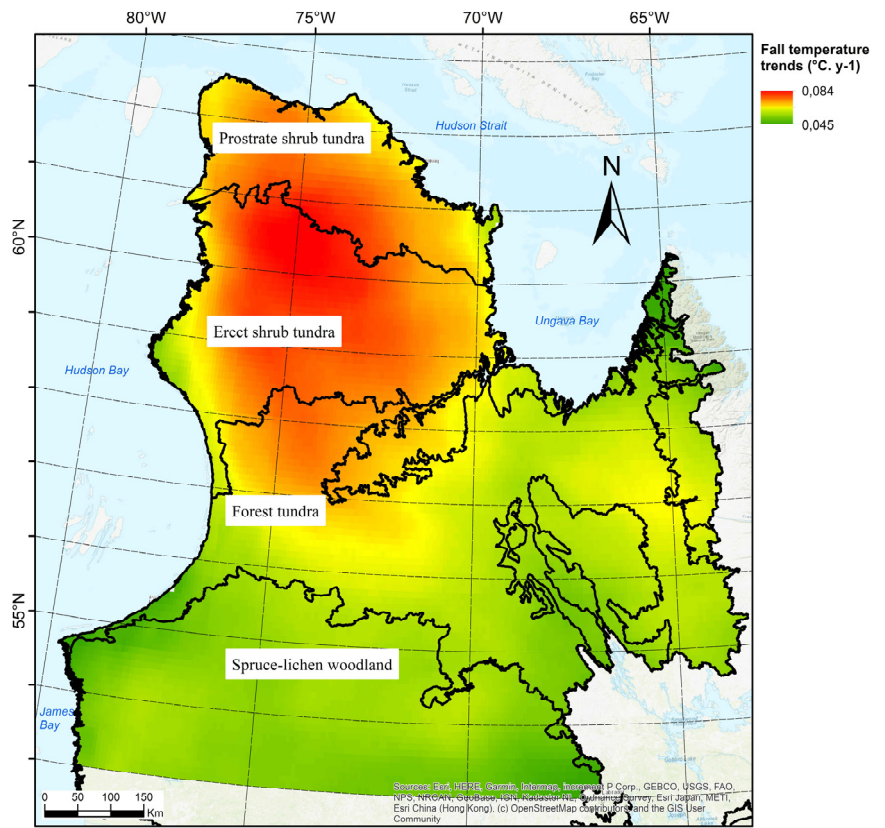 80°W 75°W 70°W 65°W
Fall temperature
trends (°C. y-1)
0,084
0,045
Hudson Strait
Prostrate shrub tundra
N
60°N
Ercct shrub tundra
Ungava Bay
Hudson Bay
Forest tundra
55°N
Spruce-lichen woodland
James
Bay
0 50 100 150
Km
Sources: Esri, HERE, Garmin, Intermap, increment P Corp., GEBCO, USGS, FAO,
NPS, NRCAN, GeoBase, IGN, Kadaster NL, Ordnance Survey, Esri Japan, METI,
Esri China (Hong Kong), (c) OpenStreetMap contributors, and the GIS User
Community